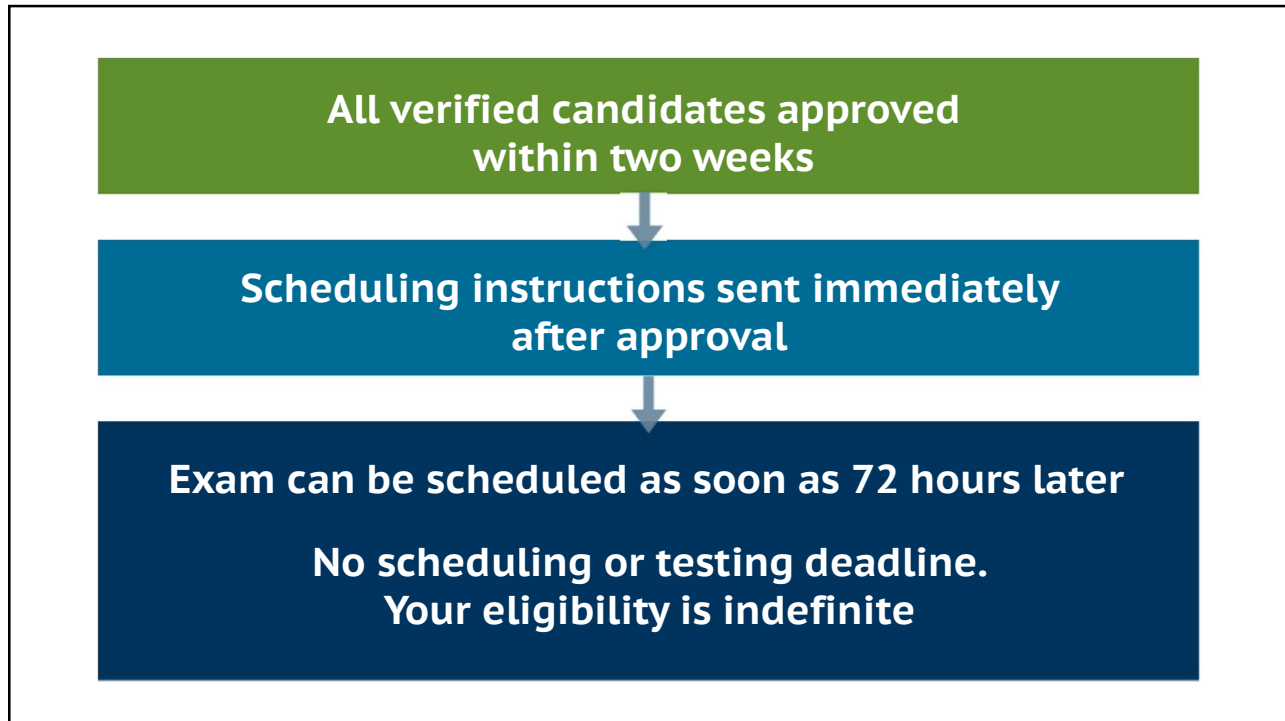 All verified candidates approved
within two weeks
Scheduling instructions sent immediately
after approval
Exam can be scheduled as soon as 72 hours later
No scheduling or testing deadline.
Your eligibility is indefinite